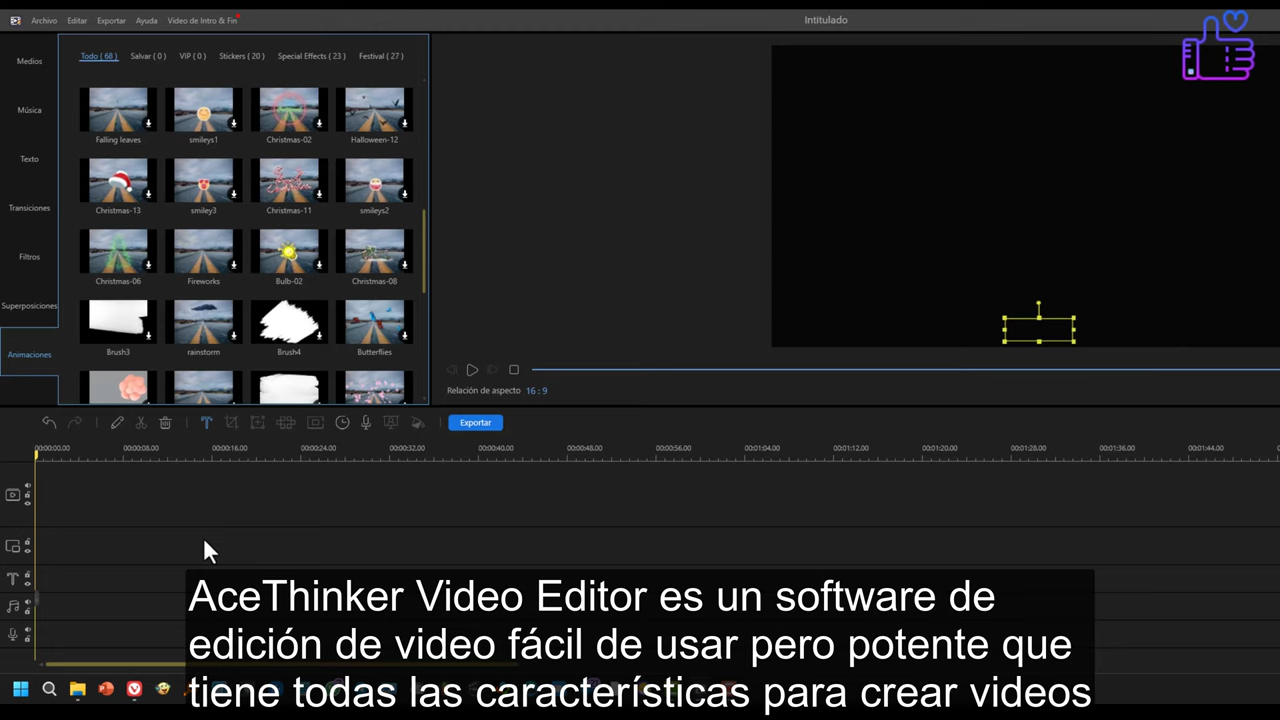 Archivo Editar Exportar Ayuda Video de Intro & Fin Intitulado
Medios
Música
Texto
Transiciones
Filtros
Superposiciones
Animaciones
Todo ( 68 ) Salvar ( 0 ) VIP ( 0 ) Stickers ( 20 ) Special Effects ( 23 ) Festival ( 27 )
Falling leaves smileys1 Christmas-02 Halloween-12
Christmas-13 smiley3 Christmas-11 smileys2
Christmas-06 Fireworks Bulb-02 Christmas-08
Brush3 rainstorm Brush4 Butterflies
Relación de aspecto 16 : 9
Exportar
00:00:00.00 00:00:08.00 00:00:16.00 00:00:24.00 00:00:32.00 00:00:40.00 00:00:48.00 00:00:56.00 00:01:04.00 00:01:12.00 00:01:20.00 00:01:28.00 00:01:36.00 00:01:44.00
AceThinker Video Editor es un software de
edición de video fácil de usar pero potente que
tiene todas las características para crear videos